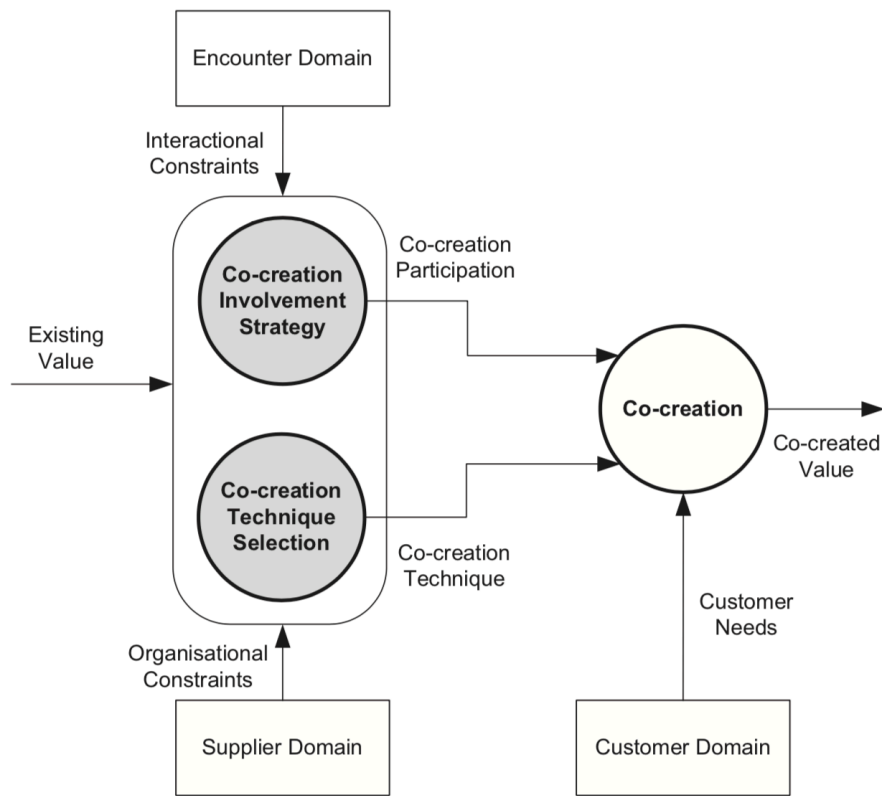 Encounter Domain
Interactional
Constraints
Co-creation
Involvement
Strategy
Co-creation
Participation
Existing
Value
Co-creation
Co-created
Value
Co-creation
Technique
Selection
Co-creation
Technique
Customer
Needs
Organisational
Constraints
Supplier Domain
Customer Domain